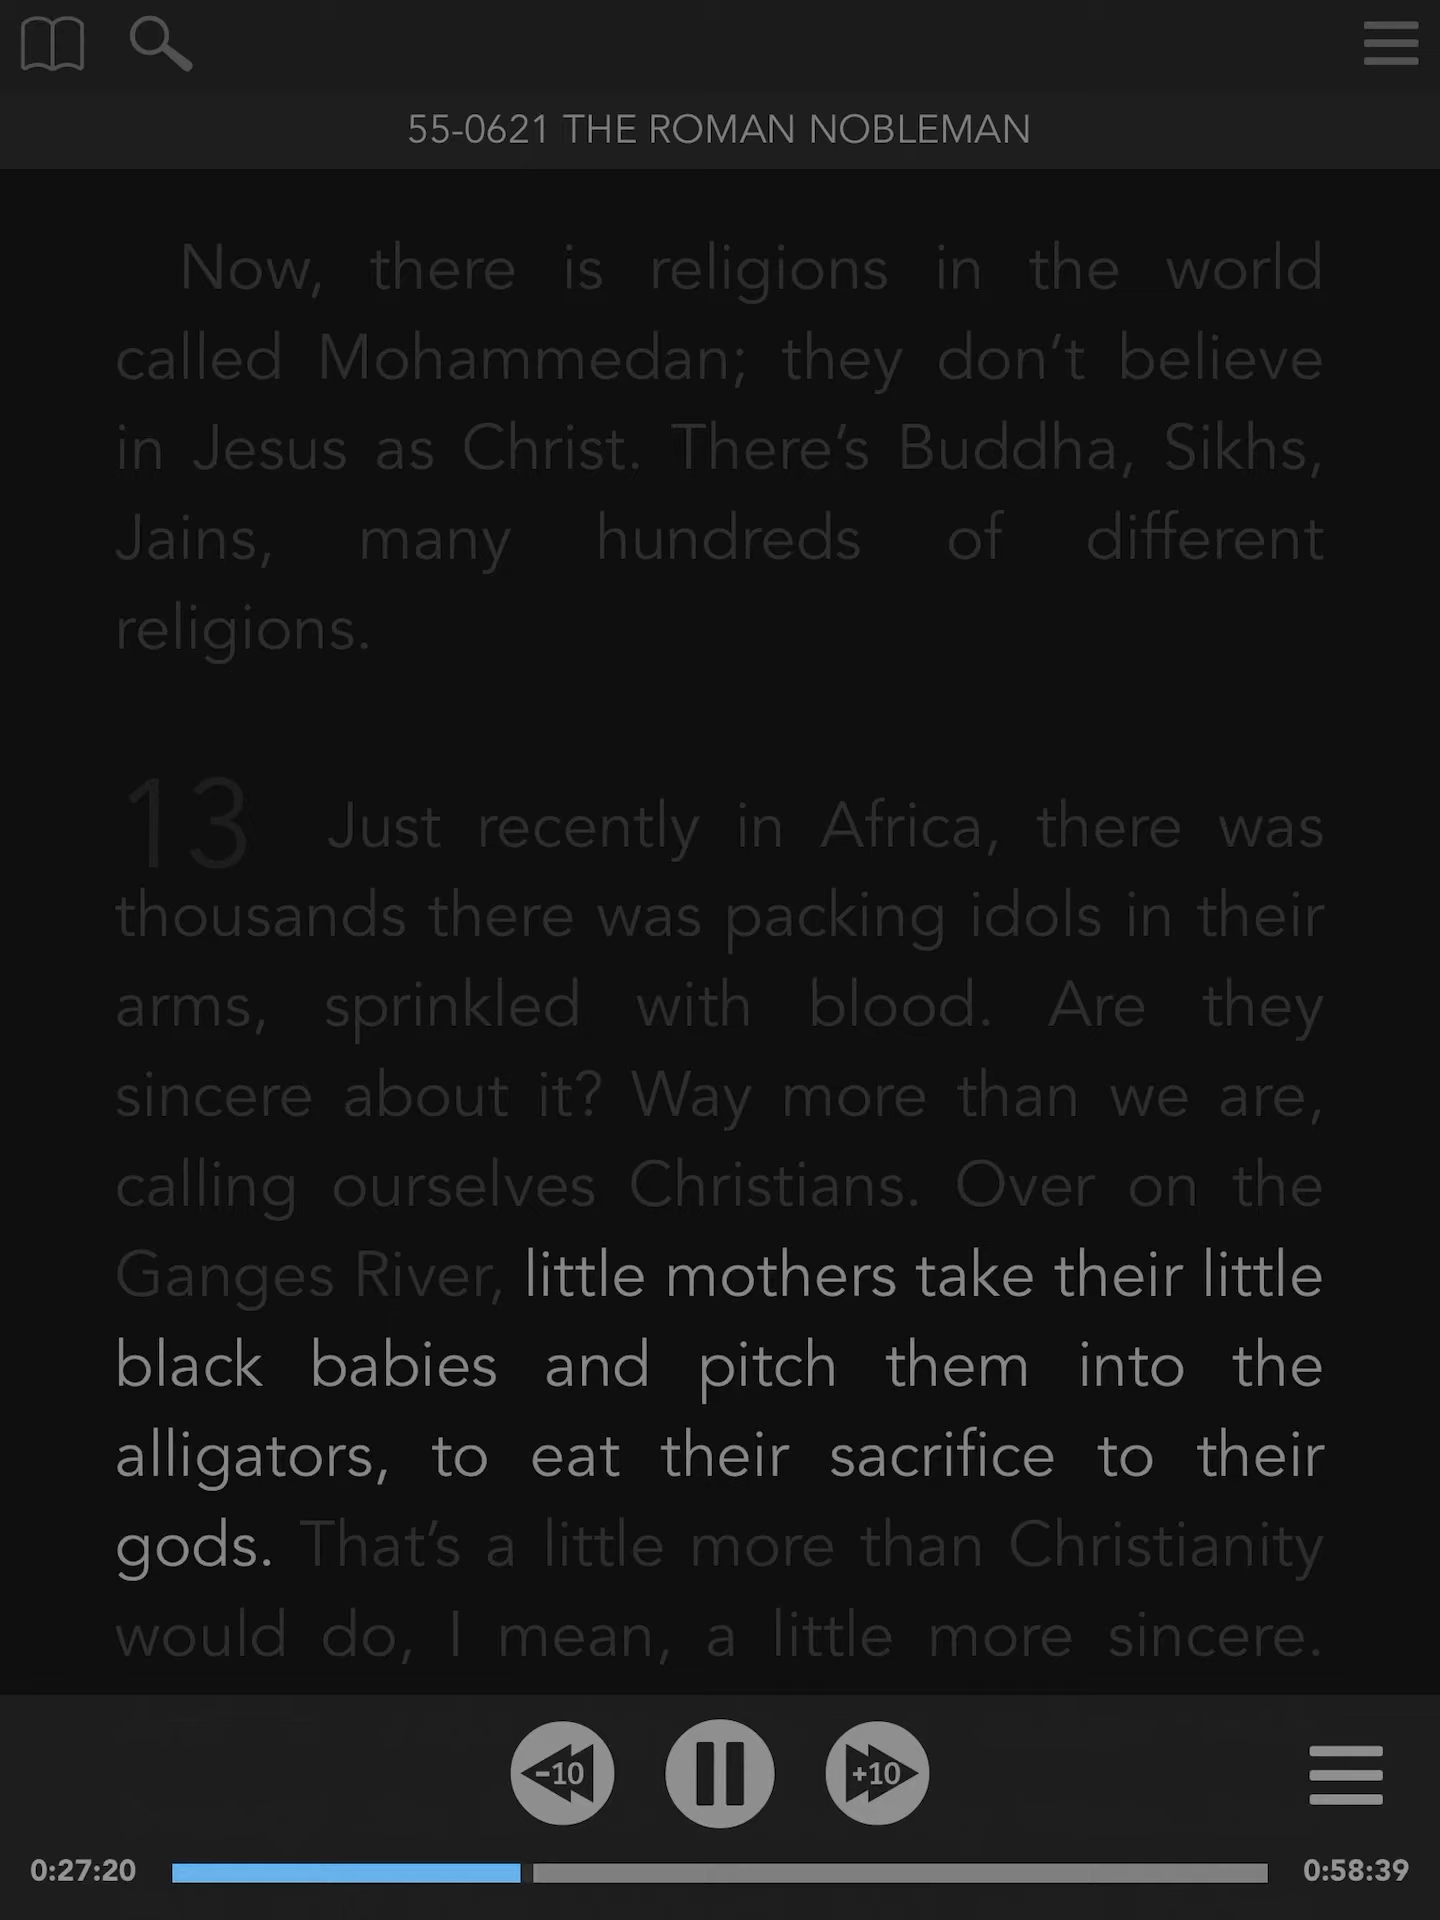 55-0621 THE ROMAN NOBLEMAN
Now, there is religions in the world
called Mohammedan; they don’t believe
in Jesus as Christ. There’s Buddha, Sikhs,
Jains, many hundreds of different
religions.
13 Just recently in Africa, there was
thousands there was packing idols in their
arms, sprinkled with blood. Are they
sincere about it? Way more than we are,
calling ourselves Christians. Over on the
Ganges River, little mothers take their little
black babies and pitch them into the
alligators, to eat their sacrifice to their
gods. That’s a little more than Christianity
would do, I mean, a little more sincere.
-10 +10
0:27:20 0:58:39